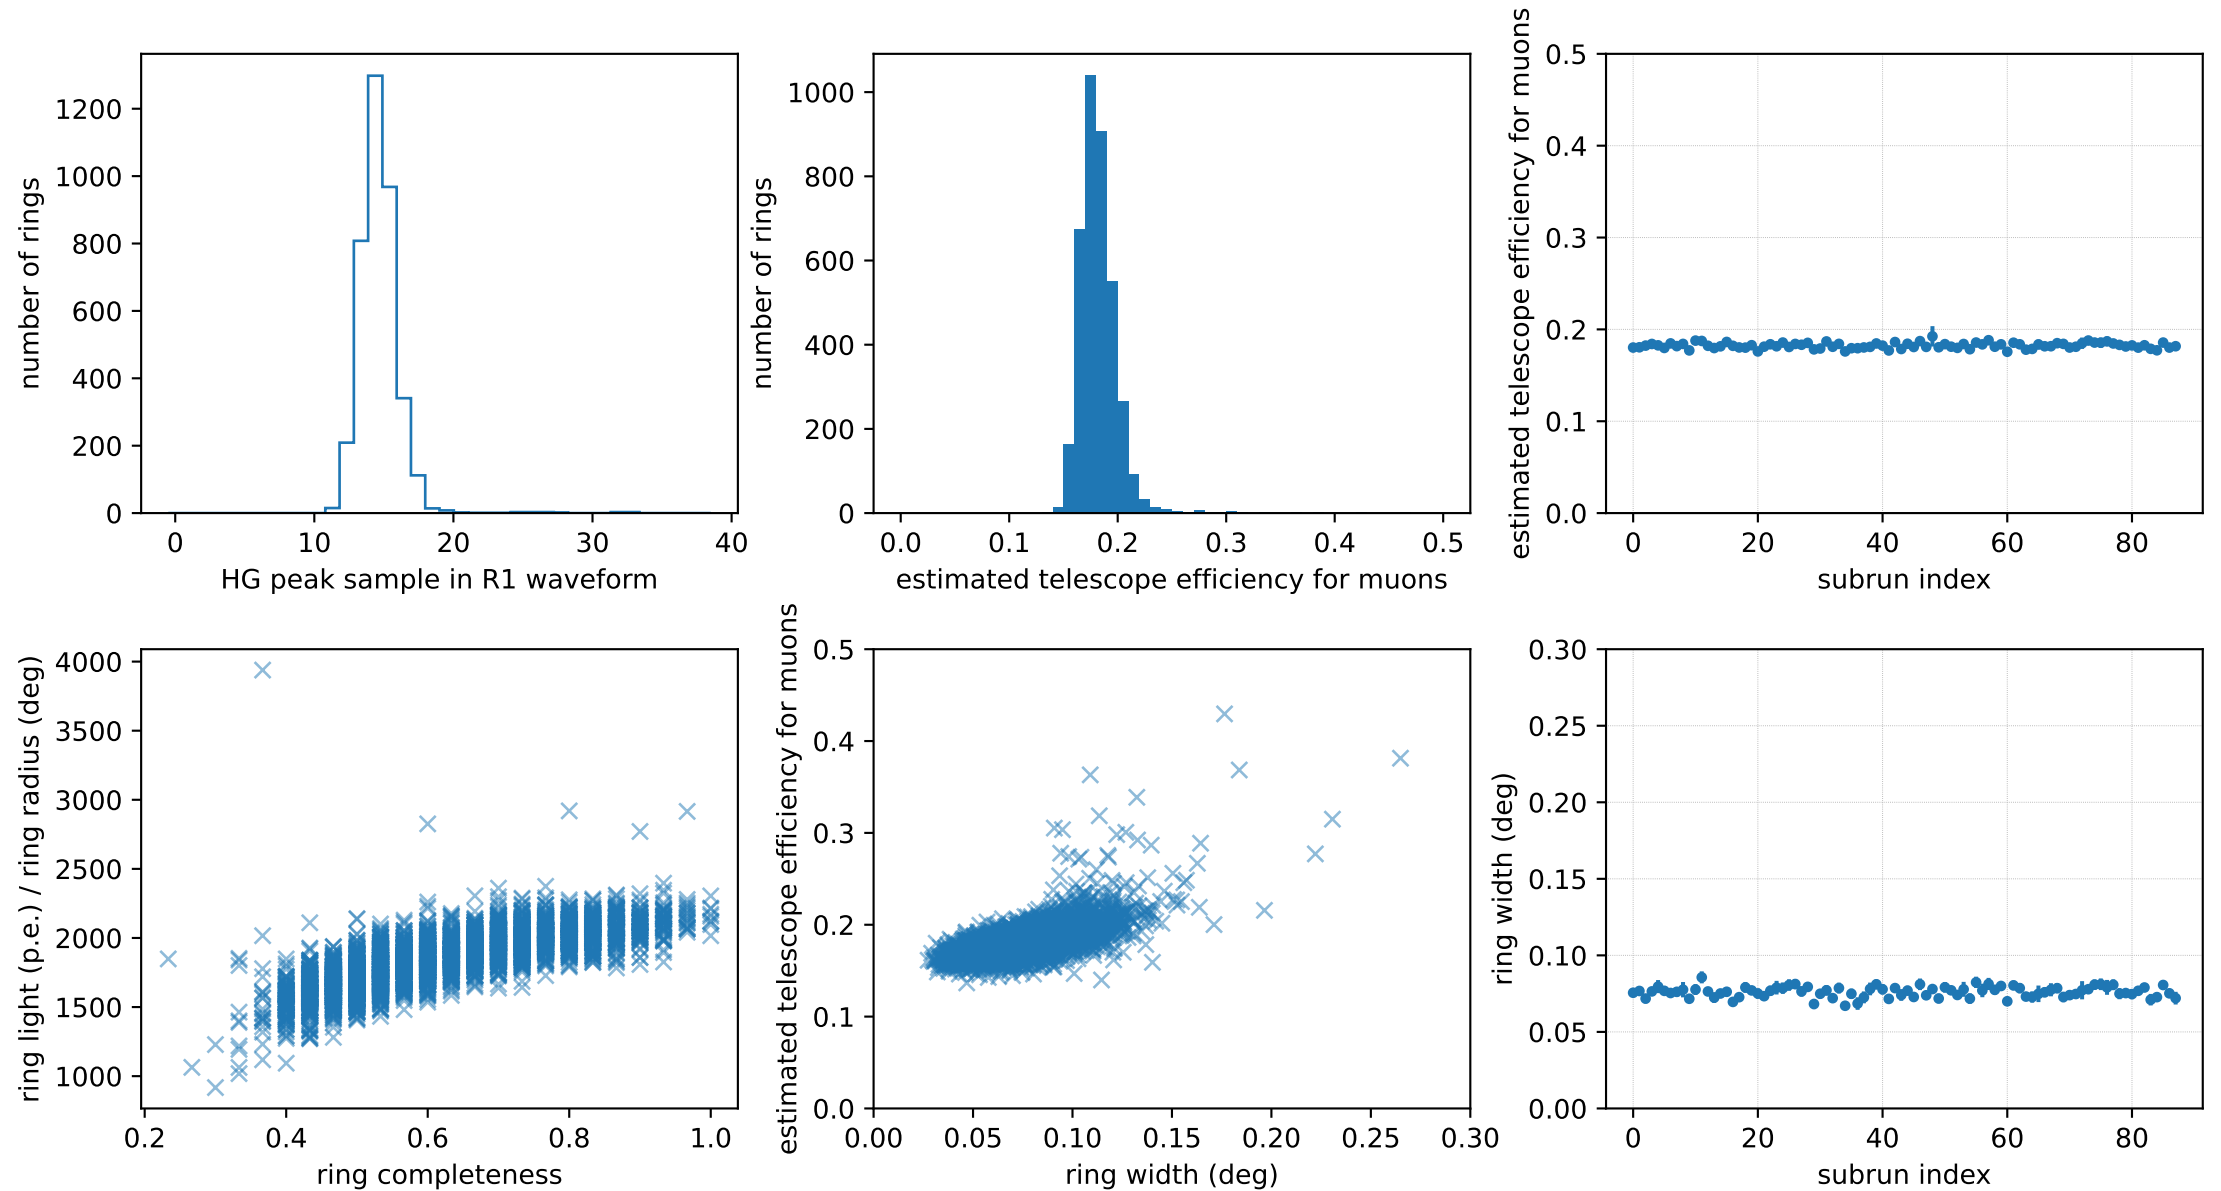 number of rings
1200
1000
800
600
400
200
0
0 10 20 30 40
HG peak sample in R1 waveform
number of rings
1000
800
600
400
200
0
0.0 0.1 0.2 0.3 0.4 0.5
estimated telescope efficiency for muons
estimated telescope efficiency for muons
0.5
0.4
0.3
0.2
0.1
0.0
0 20 40 60 80
subrun index
ring light (p.e.) / ring radius (deg)
4000
3500
3000
2500
2000
1500
1000
0.2 0.4 0.6 0.8 1.0
ring completeness
estimated telescope efficiency for muons
0.5
0.4
0.3
0.2
0.1
0.0
0.00 0.05 0.10 0.15 0.20 0.25 0.30
ring width (deg)
ring width (deg)
0.30
0.25
0.20
0.15
0.10
0.05
0.00
0 20 40 60 80
subrun index